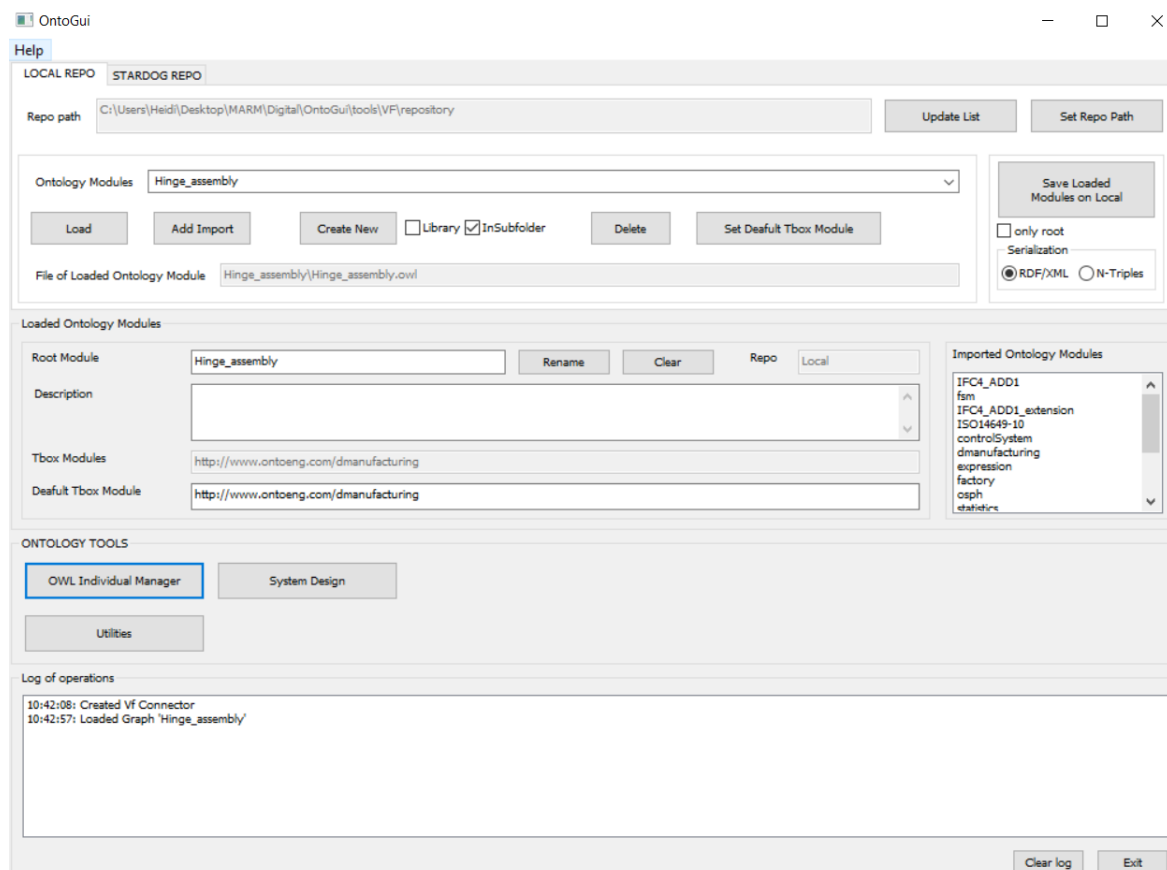 OntoGui
Help
LOCAL REPO STARDOG REPO
Repo path C:\Users\Heidi\Desktop\MARM\Digital\OntoGui\tools\VF\repository Update List Set Repo Path
Ontology Modules Hinge_assembly
Save Loaded
Modules on Local
Load Add Import Create New Library InSubfolder Delete Set Deafult Tbox Module
only root
Serialization
RDF/XML N-Triples
File of Loaded Ontology Module Hinge_assembly\Hinge_assembly.owl
Loaded Ontology Modules
Root Module Hinge_assembly Rename Clear Repo Local
Description
Tbox Modules http://www.ontoeng.com/dmanufacturing
Deafult Tbox Module http://www.ontoeng.com/dmanufacturing
Imported Ontology Modules
IFC4_ADD1
fsm
IFC4_ADD1_extension
ISO14649-10
controlSystem
dmanufacturing
expression
factory
osph
statistics
ONTOLOGY TOOLS
OWL Individual Manager System Design
Utilities
Log of operations
10:42:08: Created Vf Connector
10:42:57: Loaded Graph 'Hinge_assembly'
Clear log Exit